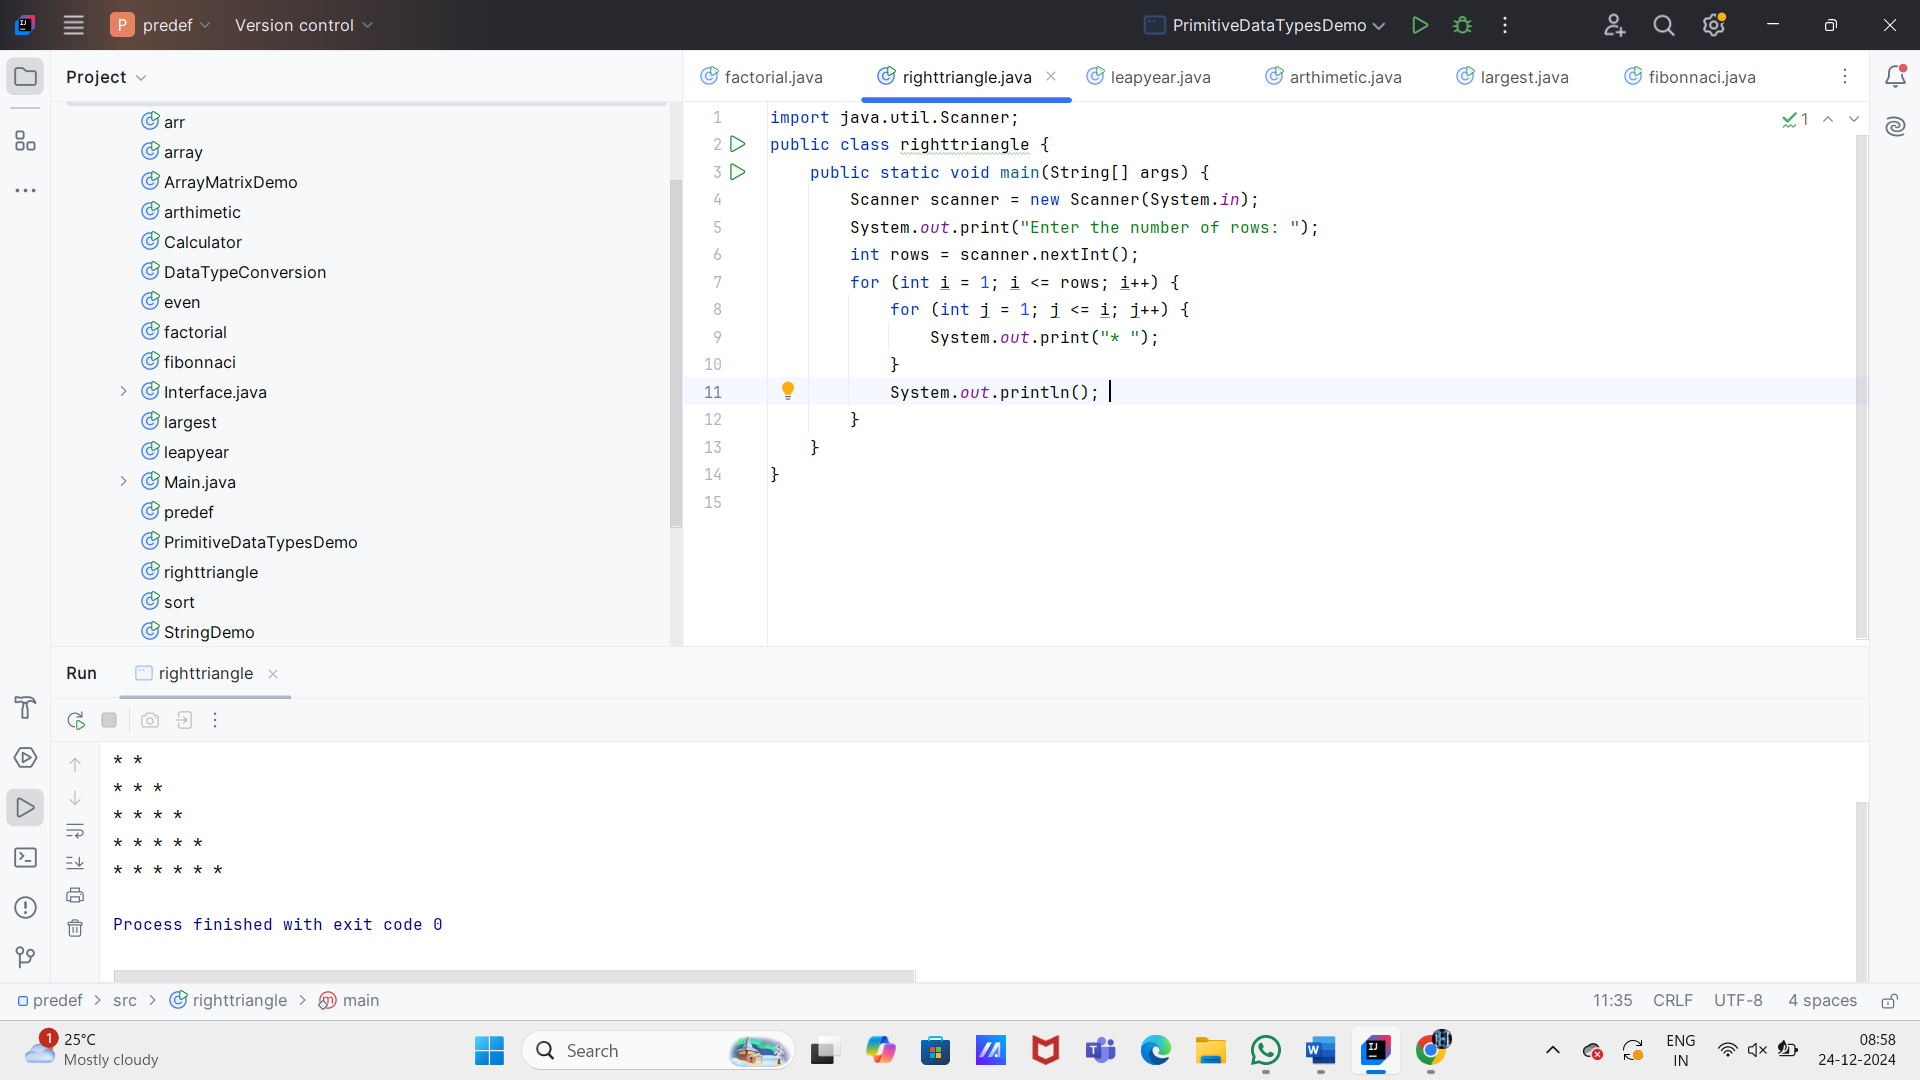 P predef Version control PrimitiveDataTypesDemo
Project
arr
array
ArrayMatrixDemo
arthimetic
Calculator
DataTypeConversion
even
factorial
fibonnaci
Interface.java
largest
leapyear
Main.java
predef
PrimitiveDataTypesDemo
righttriangle
sort
StringDemo
factorial.java righttriangle.java leapyear.java arthimetic.java largest.java fibonnaci.java
1 import java.util.Scanner;
2 public class righttriangle {
3 public static void main(String[] args) {
4 Scanner scanner = new Scanner(System.in);
5 System.out.print("Enter the number of rows: ");
6 int rows = scanner.nextInt();
7 for (int i = 1; i <= rows; i++) {
8 for (int j = 1; j <= i; j++) {
9 System.out.print("* ");
10 }
11 System.out.println();
12 }
13 }
14 }
15
1
Run righttriangle
* *
* * *
* * * *
* * * * *
* * * * * *
Process finished with exit code 0
predef > src > righttriangle > main 11:35 CRLF UTF-8 4 spaces
1 25°C
Mostly cloudy
Search
ENG
IN
08:58
24-12-2024